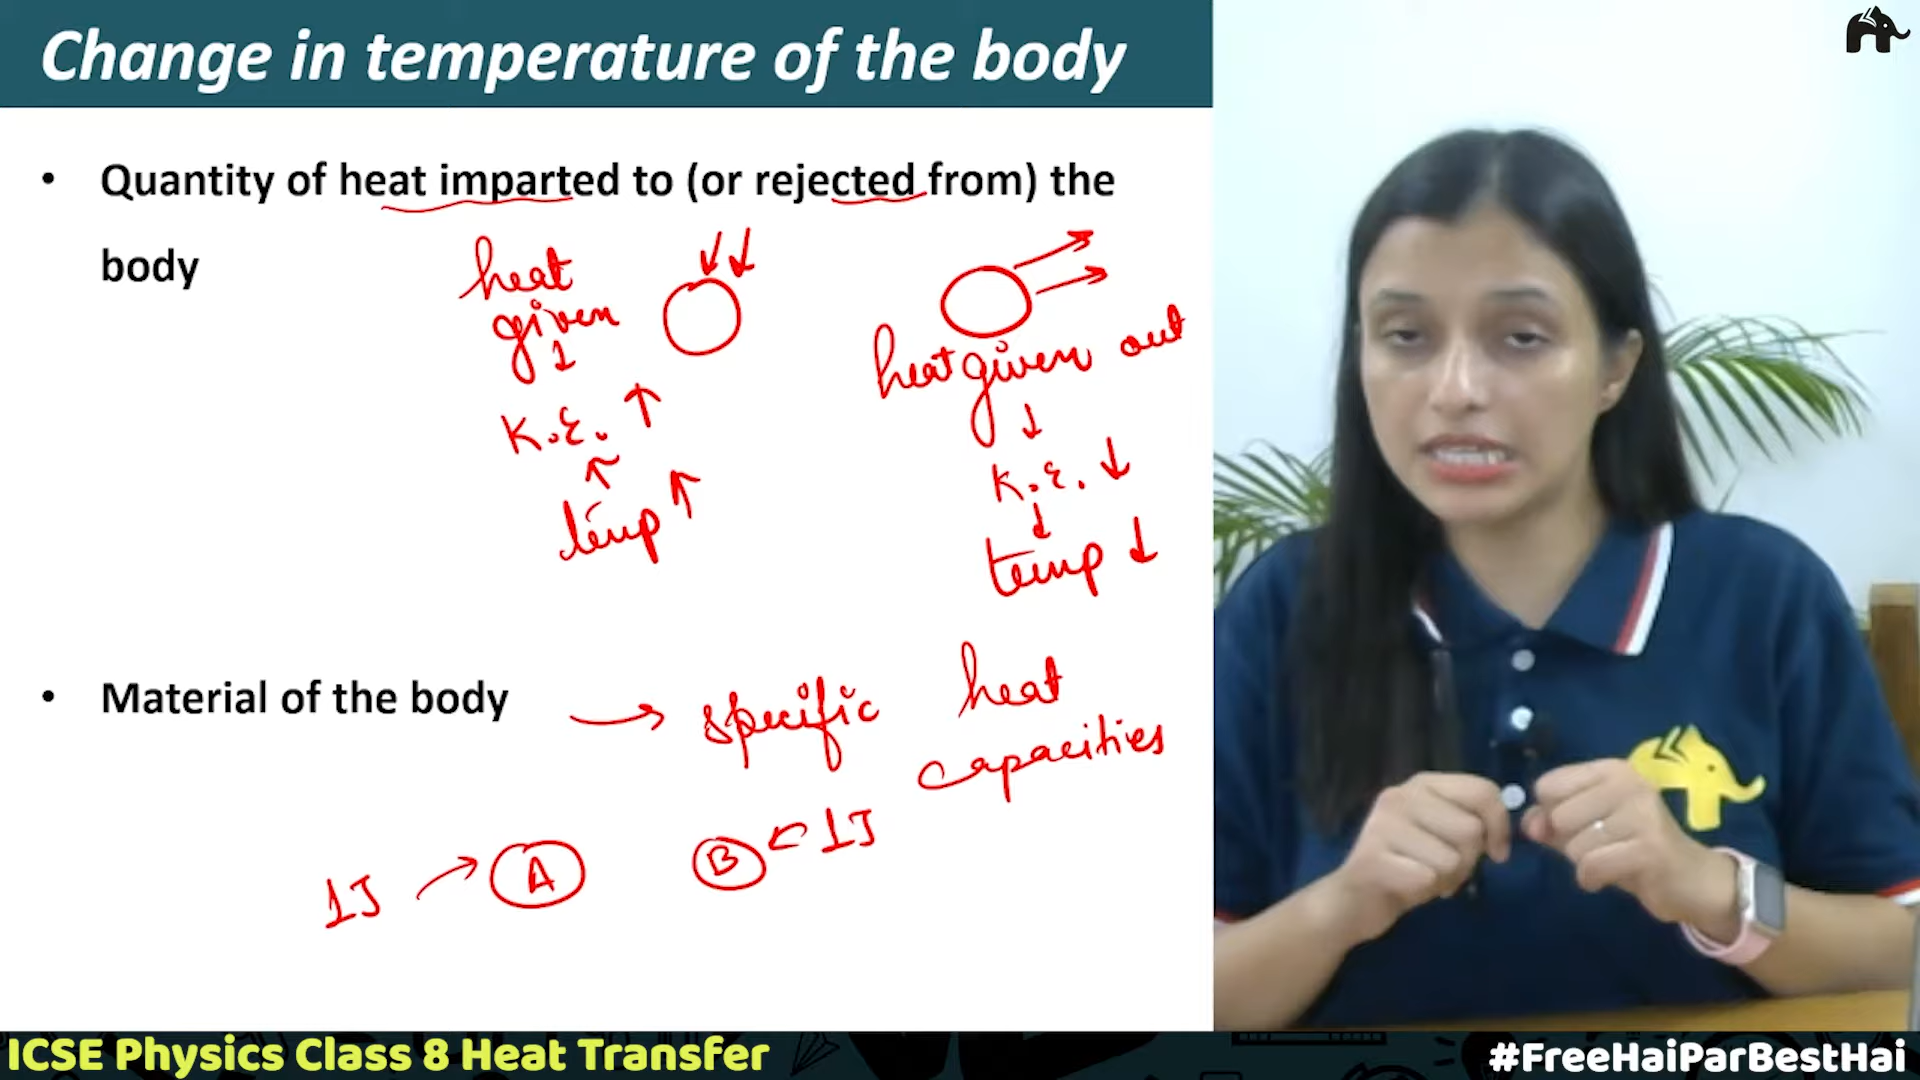 Change in temperature of the body
• Quantity of heat imparted to (or rejected from) the
body
heat
given
K.E. ↑
temp ↑
heat given out
↓
K.E. ↓
↓
temp ↓
• Material of the body → specific heat
capacities
1J → A
B ← 1J
ICSE Physics Class 8 Heat Transfer
#FreeHaiParBestHai